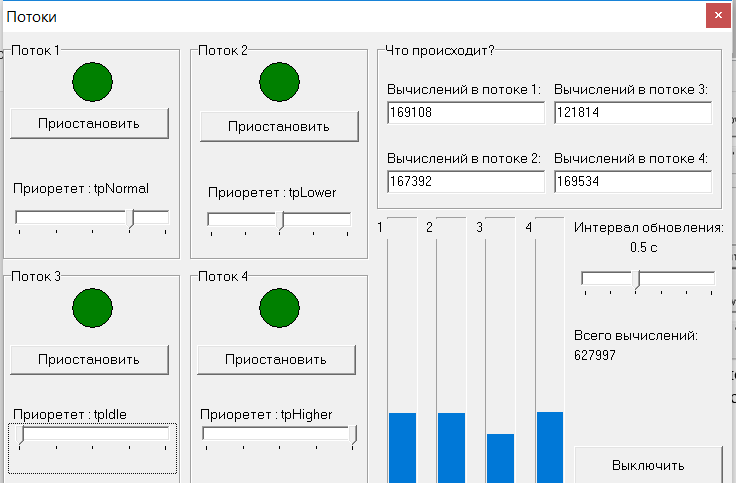 Потоки
Поток 1
Приостановить
Приоретет : tpNormal
Поток 2
Приостановить
Приоретет : tpLower
Что происходит?
Вычислений в потоке 1:
169108
Вычислений в потоке 3:
121814
Вычислений в потоке 2:
167392
Вычислений в потоке 4:
169534
Поток 3
Приостановить
Приоретет : tpIdle
Поток 4
Приостановить
Приоретет : tpHigher
1 2 3 4
Интервал обновления:
0.5 с
Всего вычислений:
627997
Выключить